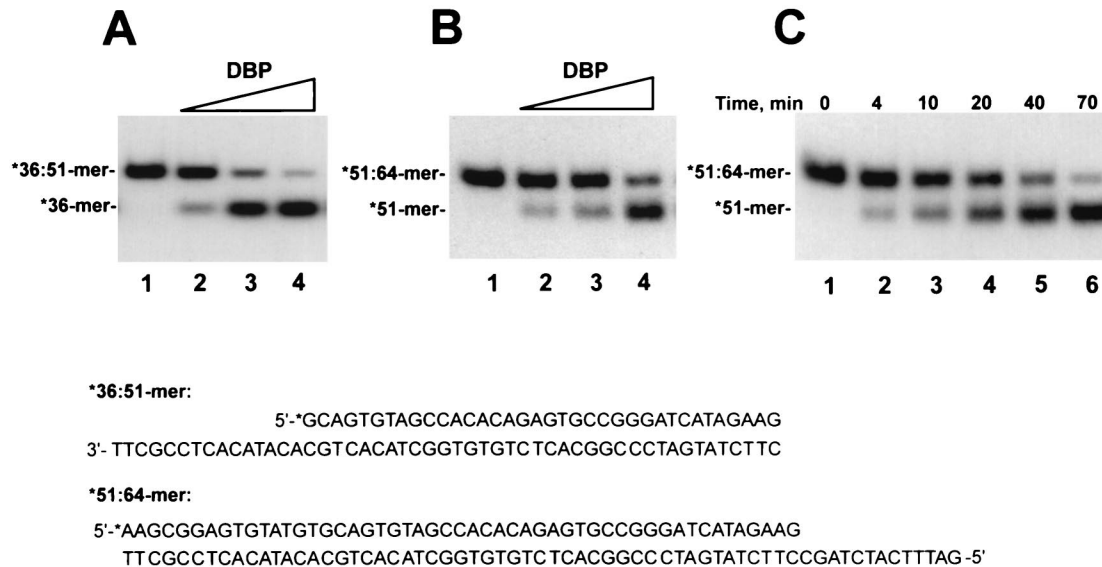 A B C
DBP
DBP
Time, min 0 4 10 20 40 70
*36:51-mer-
*36-mer-
*51:64-mer-
*51-mer-
*51:64-mer-
*51-mer-
1 2 3 4
1 2 3 4
1 2 3 4 5 6
*36:51-mer:
5'-*GCAGTGTAGCCACACAGAGTGCCGGGATCATAGAAG
3'- TTCGCCTCACATACACGTCACATCGGTGTGTCTCACGGCCCTAGTATCTTC
*51:64-mer:
5'-*AAGCGGAGTGTATGTGCAGTGTAGCCACACAGAGTGCCGGGATCATAGAAG
TTCGCCTCACATACACGTCACATCGGTGTGTCTCACGGCCCTAGTATCTTCCGATCTACTTTAG -5'